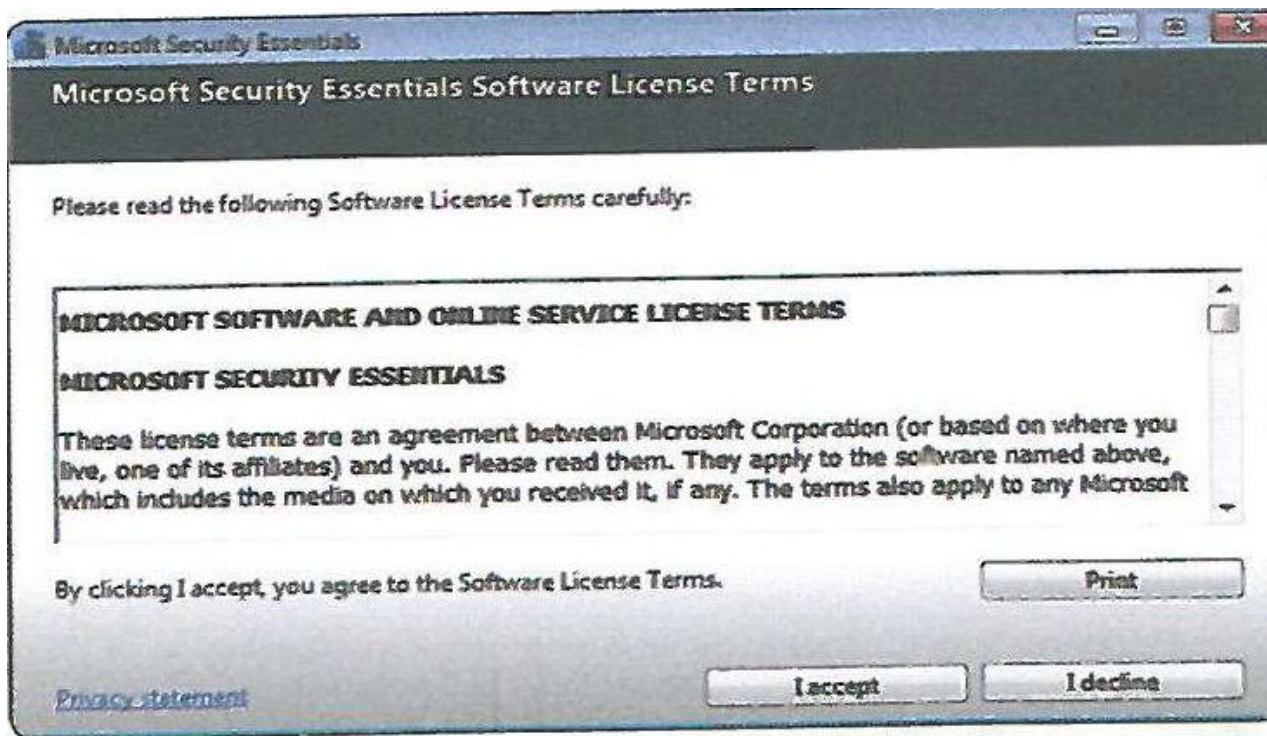 Microsoft Security Essentials
Microsoft Security Essentials Software License Terms
Please read the following Software License Terms carefully:
MICROSOFT SOFTWARE AND ONLINE SERVICE LICENSE TERMS
MICROSOFT SECURITY ESSENTIALS
These license terms are an agreement between Microsoft Corporation (or based on where you
live, one of its affiliates) and you. Please read them. They apply to the software named above,
which includes the media on which you received it, if any. The terms also apply to any Microsoft
By clicking I accept, you agree to the Software License Terms.
Print
Privacy statement
I accept
I decline